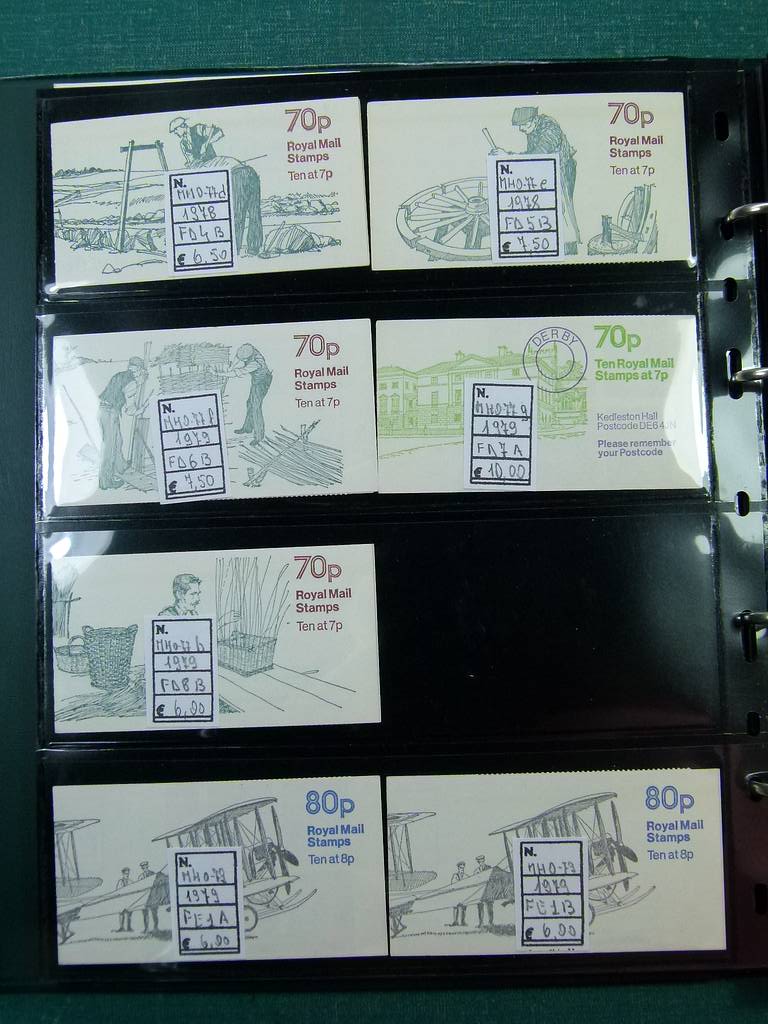 70p
Royal Mail
Stamps
Ten at 7p
N.
MH0-77d
1978
FD4B
€ 6,50
70p
Royal Mail
Stamps
Ten at 7p
N.
MH0-77e
1978
FD5B
€ 7,50
70p
Royal Mail
Stamps
Ten at 7p
N.
MH0-77f
1979
FD6B
€ 7,50
DERBY
70p
Ten Royal Mail
Stamps at 7p
Kedleston Hall
Postcode DE6 4JN
Please remember
your Postcode
N.
MH0-77g
1979
FD7A
€ 10,00
70p
Royal Mail
Stamps
Ten at 7p
N.
MH0-77h
1979
FD8B
€ 6,00
80p
Royal Mail
Stamps
Ten at 8p
N.
MH0-79
1979
FE1A
€ 6,00
80p
Royal Mail
Stamps
Ten at 8p
N.
MH0-79
1979
FE1B
€ 6,00